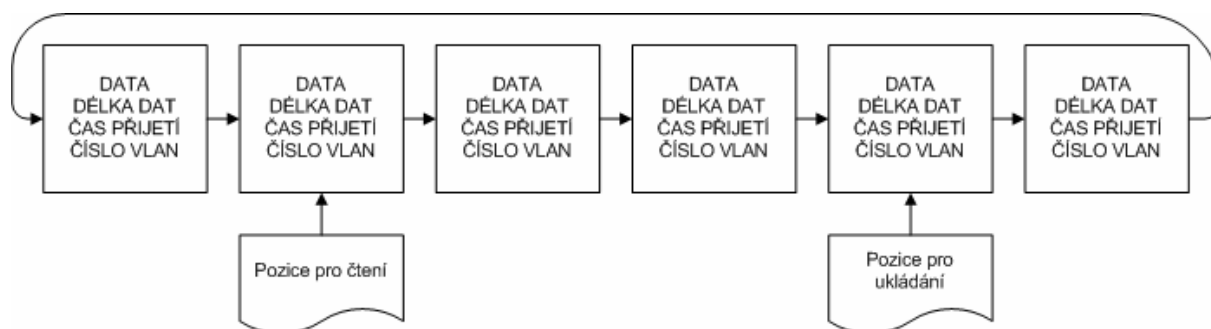 DATA
DÉLKA DAT
ČAS PŘIJETÍ
ČÍSLO VLAN
DATA
DÉLKA DAT
ČAS PŘIJETÍ
ČÍSLO VLAN
DATA
DÉLKA DAT
ČAS PŘIJETÍ
ČÍSLO VLAN
DATA
DÉLKA DAT
ČAS PŘIJETÍ
ČÍSLO VLAN
DATA
DÉLKA DAT
ČAS PŘIJETÍ
ČÍSLO VLAN
DATA
DÉLKA DAT
ČAS PŘIJETÍ
ČÍSLO VLAN
Pozice pro čtení
Pozice pro
ukládání